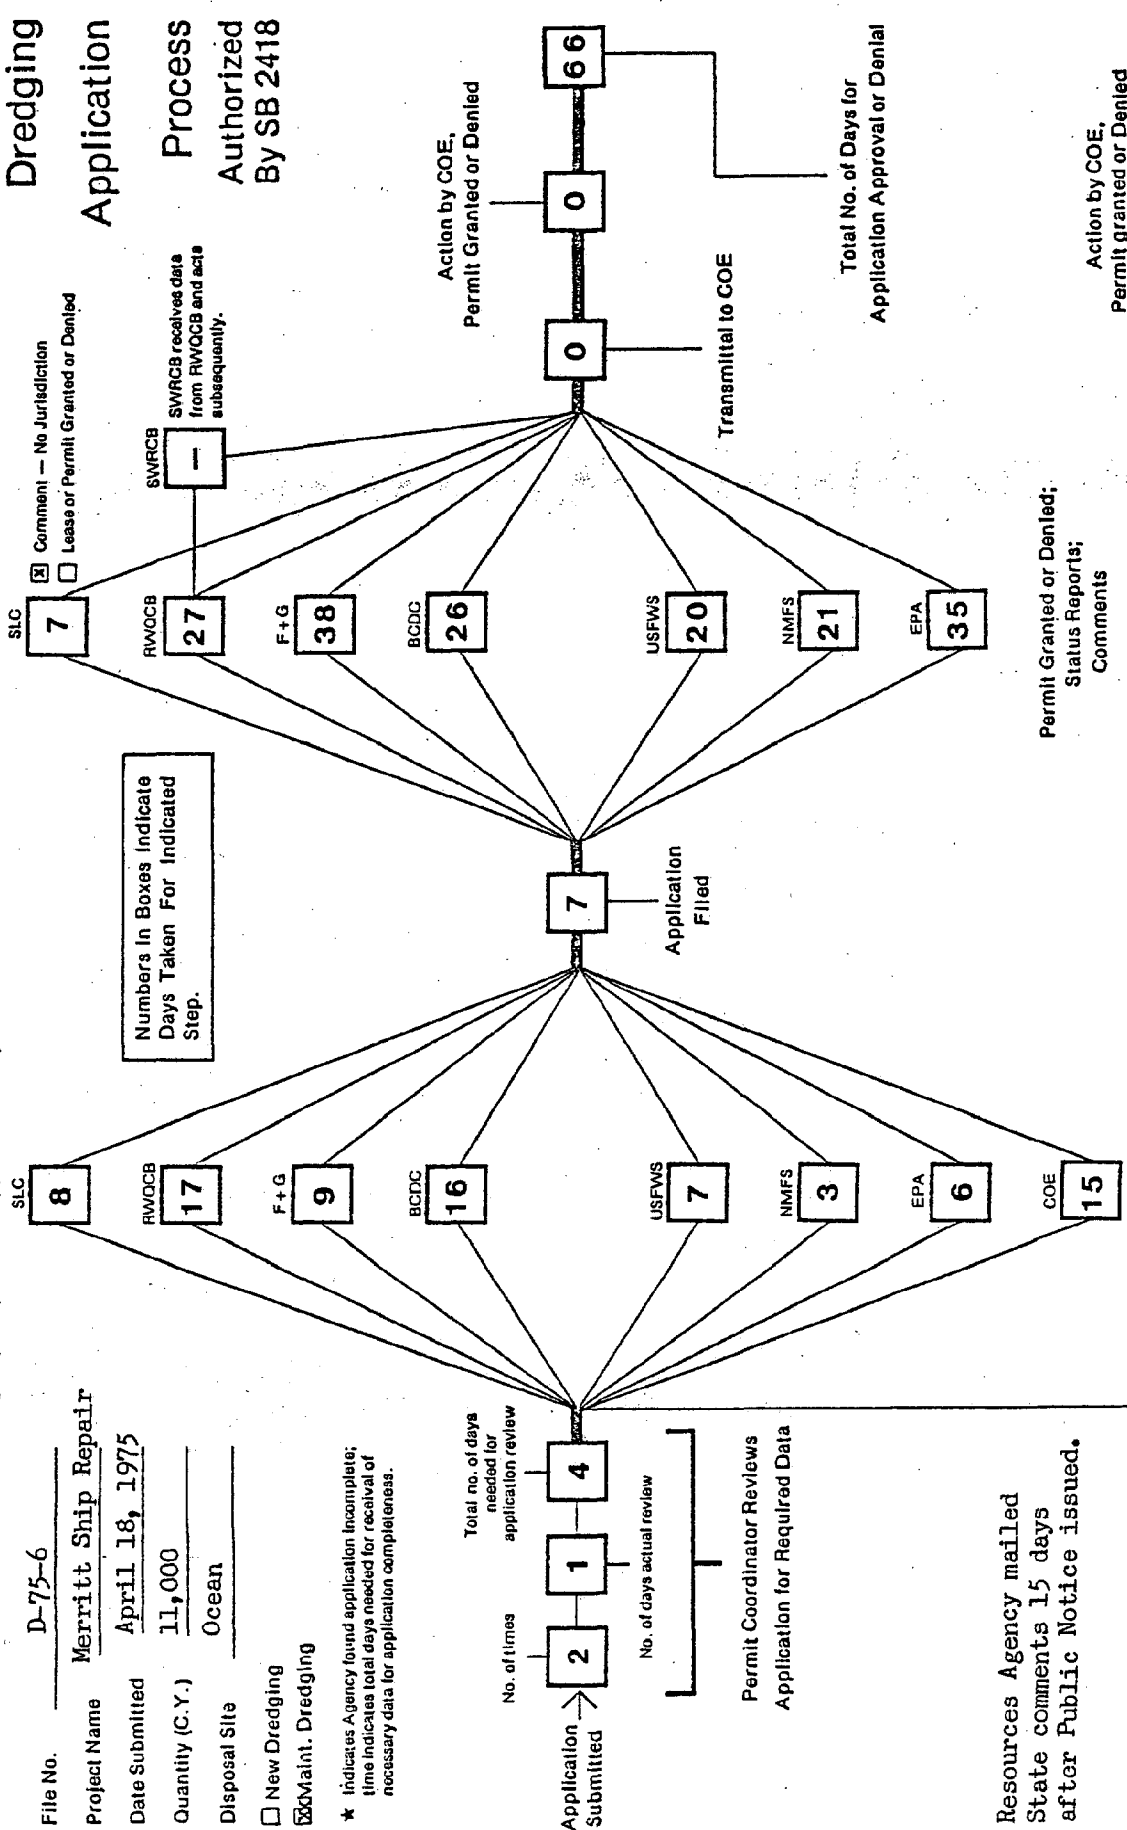 Dredging
Application
Process
Authorized
By SB 2418
File No. D-75-6
Project Name Merritt Ship Repair
Date Submitted April 18, 1975
Quantity (C.Y.) 11,000
Disposal Site Ocean
☐ New Dredging
☒ Maint. Dredging
★ Indicates Agency found application incomplete;
time indicates total days needed for receival of
necessary data for application completeness.
Numbers In Boxes Indicate
Days Taken For Indicated
Step.
Application
Submitted
No. of times
2
1
No. of days actual review
Total no. of days
needed for
application review
4
Permit Coordinator Reviews
Application for Required Data
SLC
8
RWQCB
17
F+G
9
BCDC
16
USFWS
7
NMFS
3
EPA
6
COE
15
7
Application
Filed
SLC
7
☒ Comment — No Jurisdiction
☐ Lease or Permit Granted or Denied
RWQCB
27
SWRCB
—
SWRCB receives data
from RWQCB and acts
subsequently.
F+G
38
BCDC
26
USFWS
20
NMFS
21
EPA
35
Permit Granted or Denied;
Status Reports;
Comments
0
Transmittal to COE
Action by COE,
Permit Granted or Denied
0
66
Total No. of Days for
Application Approval or Denial
Action by COE,
Permit granted or Denied
Resources Agency mailed
State comments 15 days
after Public Notice issued.